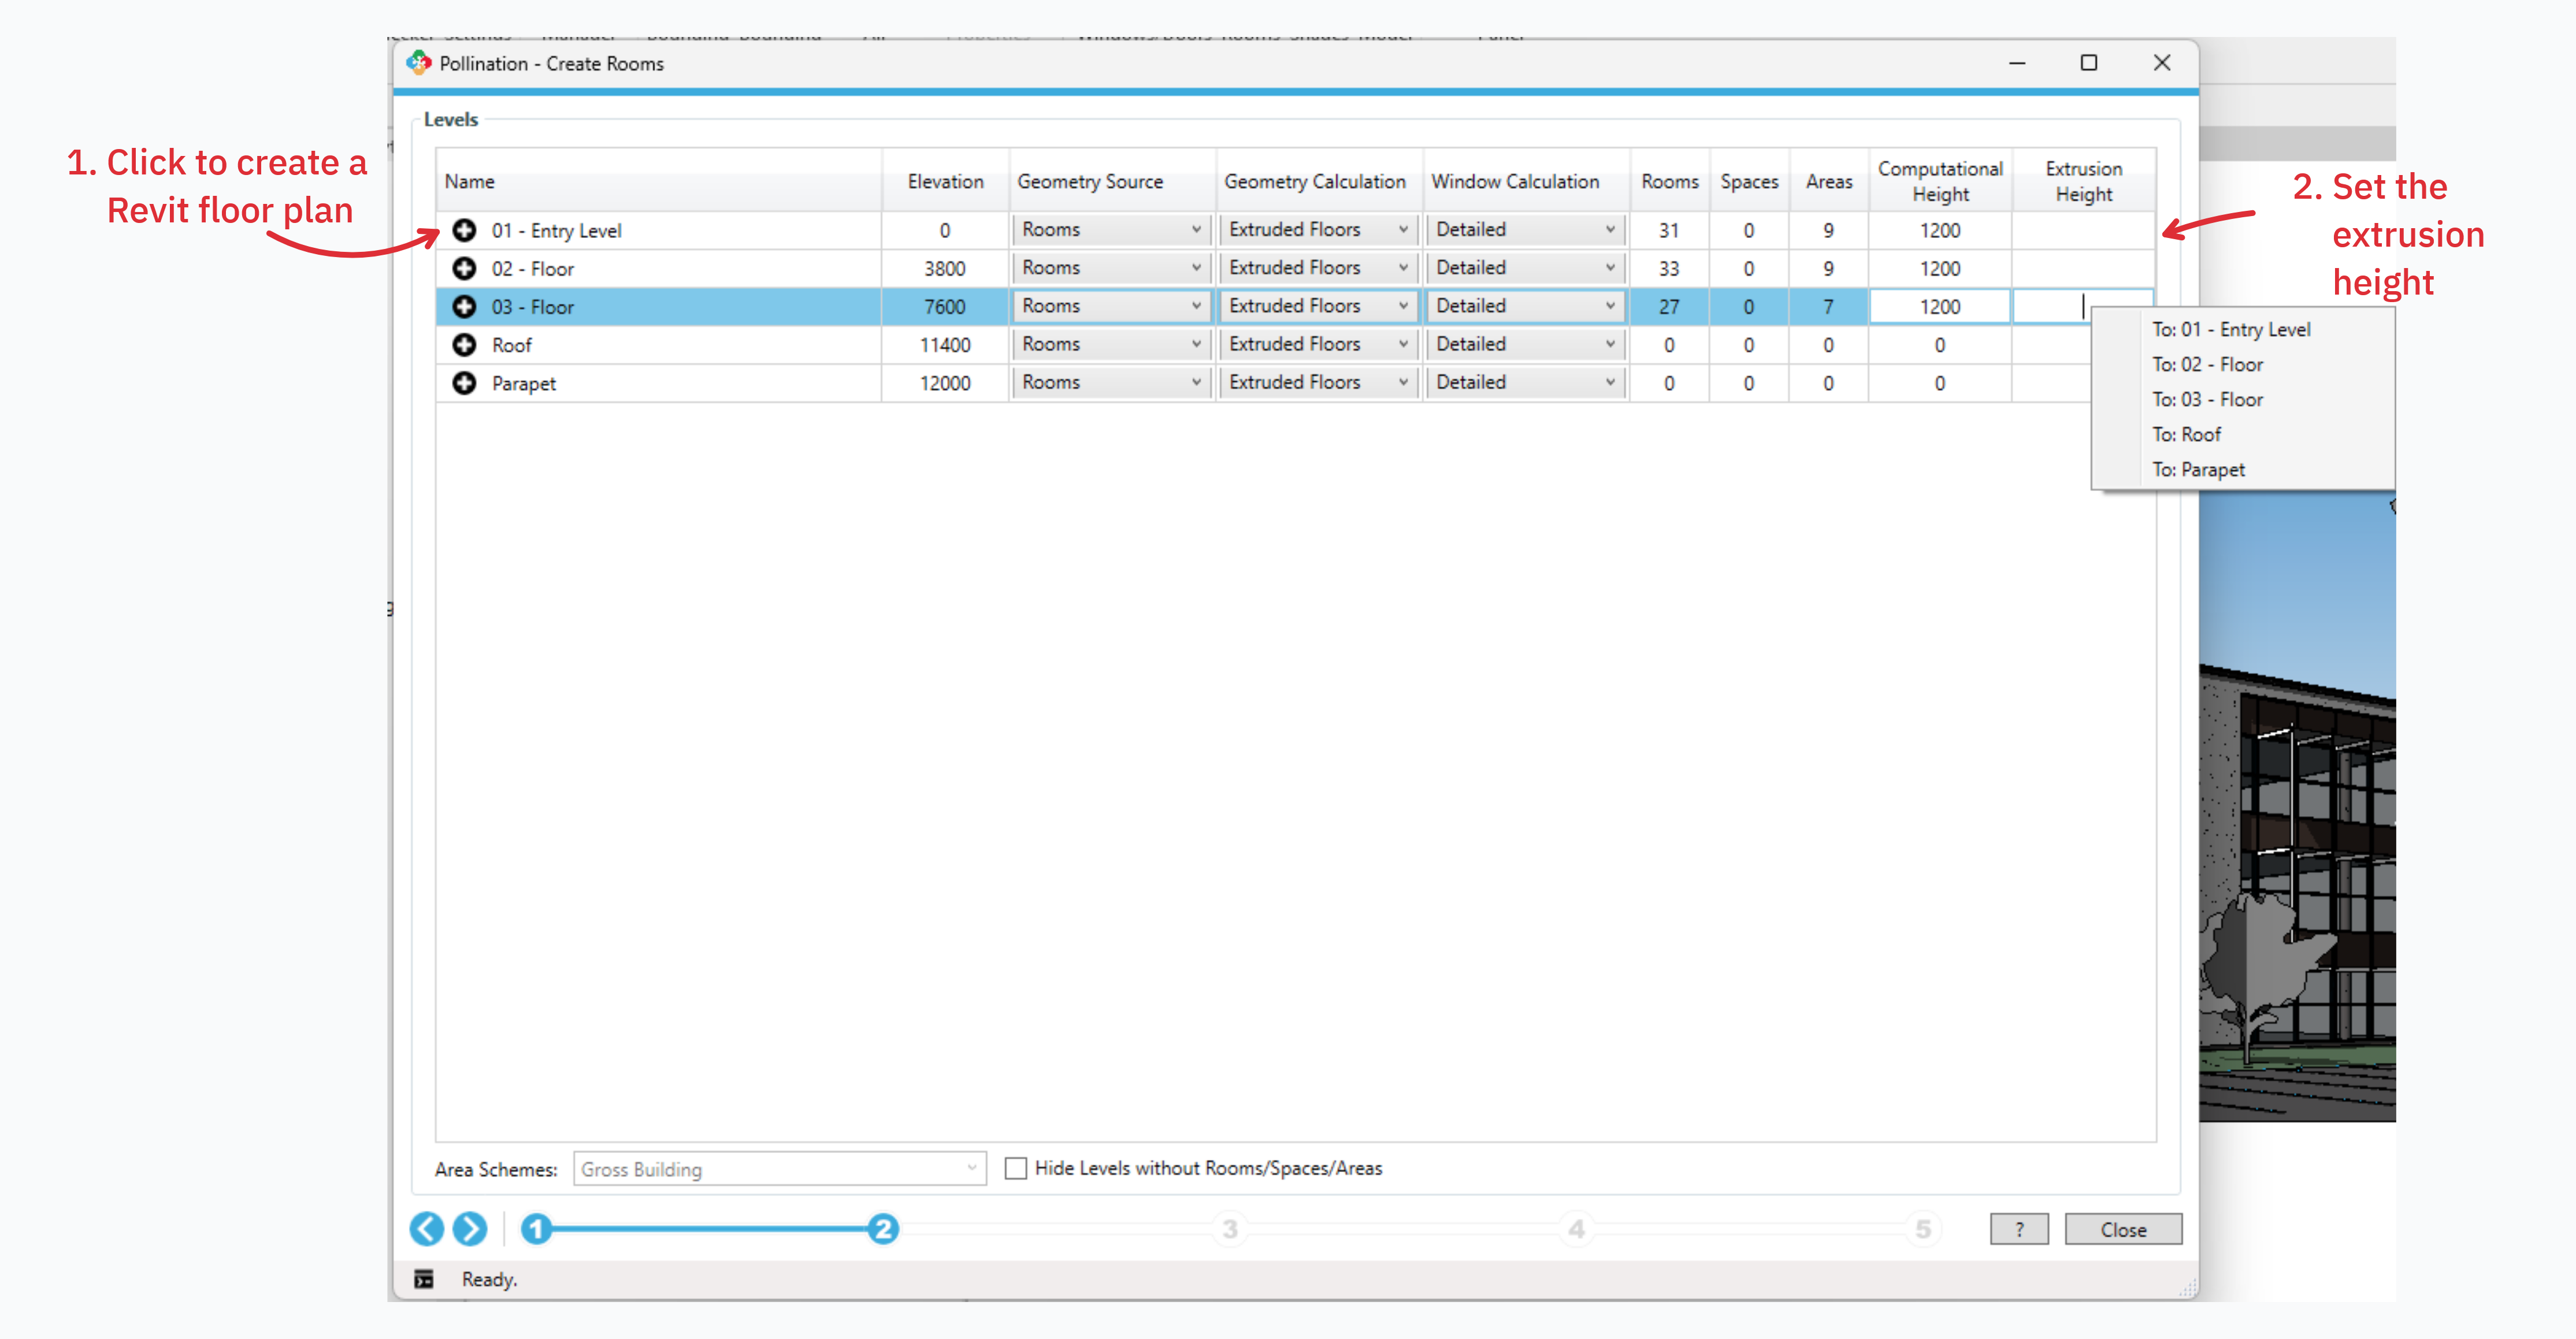 Pollination - Create Rooms
1. Click to create a
Revit floor plan
2. Set the
extrusion
height
Levels
Name Elevation Geometry Source Geometry Calculation Window Calculation Rooms Spaces Areas Computational Height Extrusion Height
01 - Entry Level 0 Rooms Extruded Floors Detailed 31 0 9 1200
02 - Floor 3800 Rooms Extruded Floors Detailed 33 0 9 1200
03 - Floor 7600 Rooms Extruded Floors Detailed 27 0 7 1200
Roof 11400 Rooms Extruded Floors Detailed 0 0 0 0
Parapet 12000 Rooms Extruded Floors Detailed 0 0 0 0
To: 01 - Entry Level
To: 02 - Floor
To: 03 - Floor
To: Roof
To: Parapet
Area Schemes: Gross Building Hide Levels without Rooms/Spaces/Areas
1 2 3 4 5 ? Close
Ready.